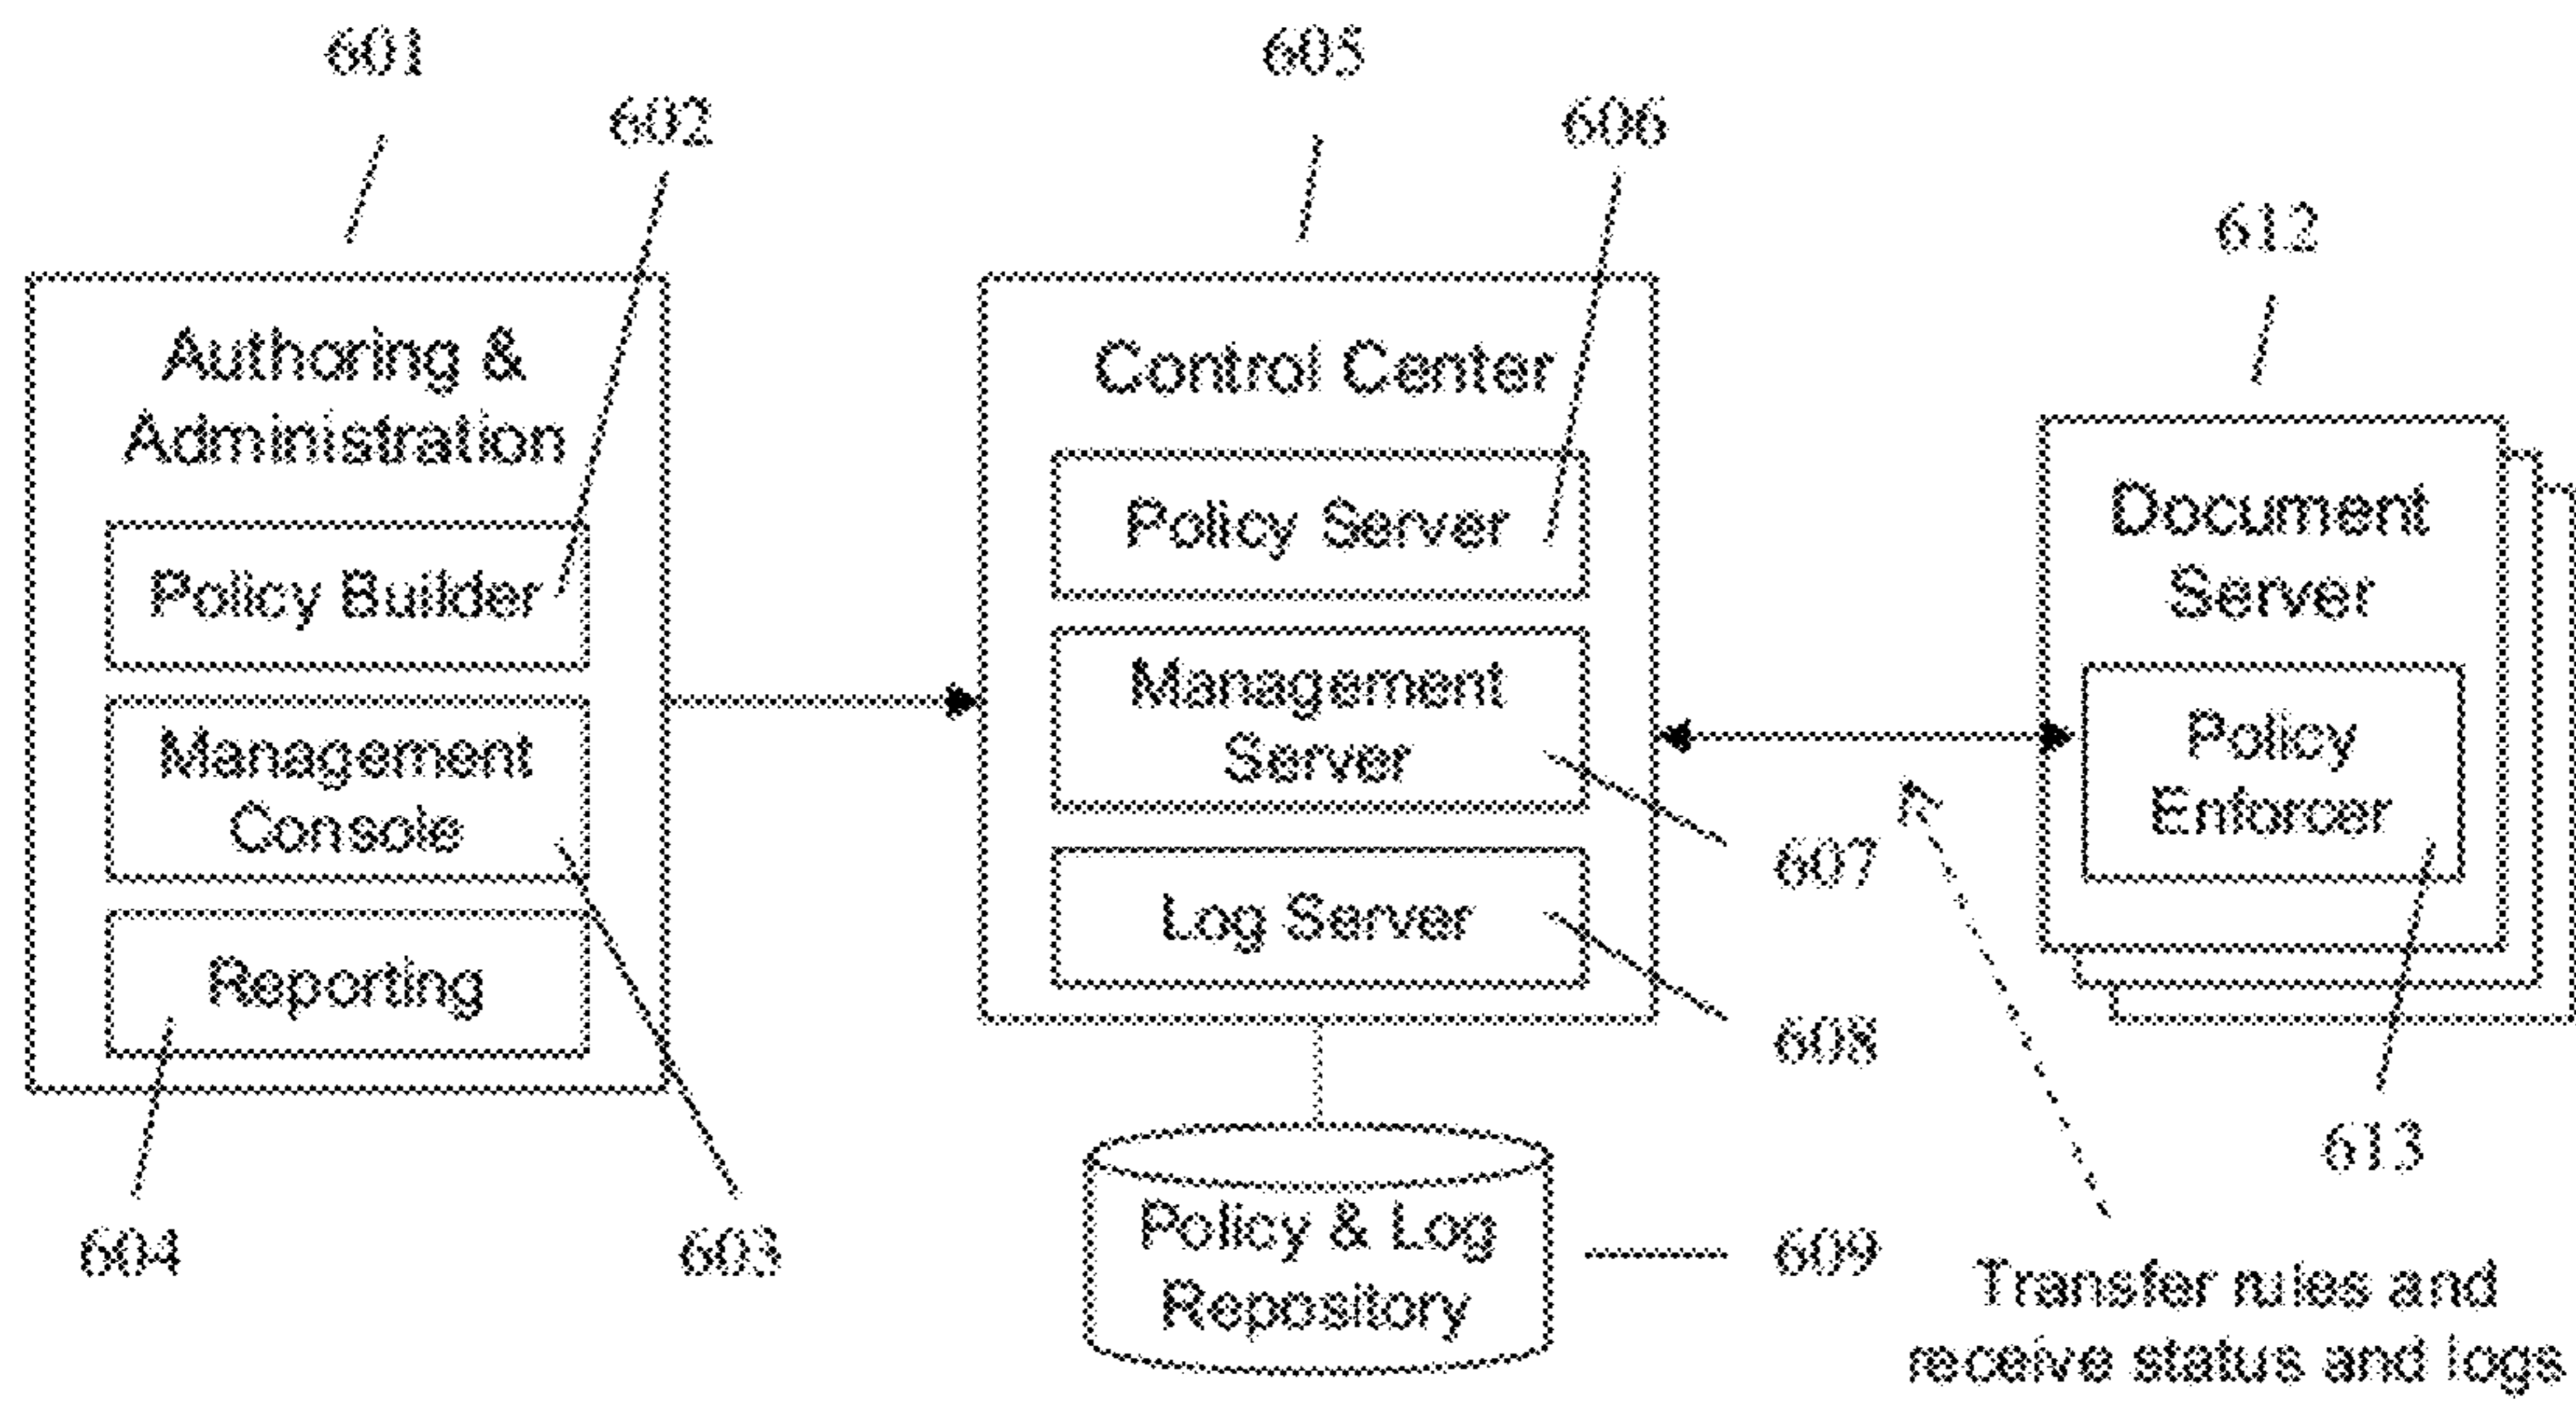 601
605
602
606
612
Authoring &
Administration
Control Center
Policy Server
Document
Server
Policy Builder
Management
Server
Management
Console
Policy
Enforcer
607
Log Server
Reporting
608
613
604
603
Policy & Log
Repository
609
Transfer rules and
receive status and logs